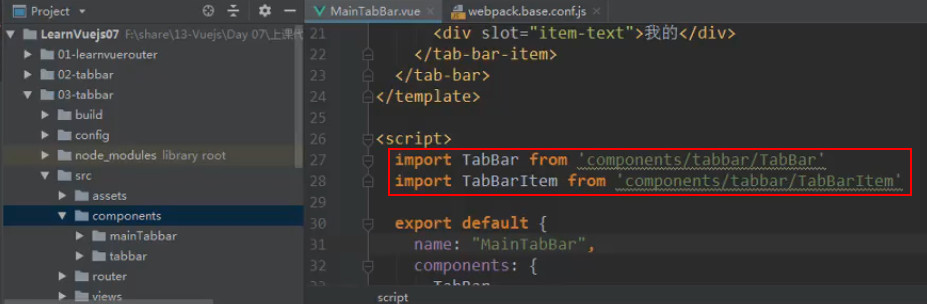 Project
MainTabBar.vue
webpack.base.conf.js
LearnVuejs07 F:\share\13-Vuejs\Day 07\上课代
01-learnvuerouter
02-tabbar
03-tabbar
build
config
node_modules library root
src
assets
components
mainTabbar
tabbar
router
views
21 <div slot="item-text">我的</div>
22 </tab-bar-item>
23 </tab-bar>
24 </template>
25
26 <script>
27 import TabBar from 'components/tabbar/TabBar'
28 import TabBarItem from 'components/tabbar/TabBarItem'
29
30 export default {
31 name: "MainTabBar",
32 components: {
TabBar
script